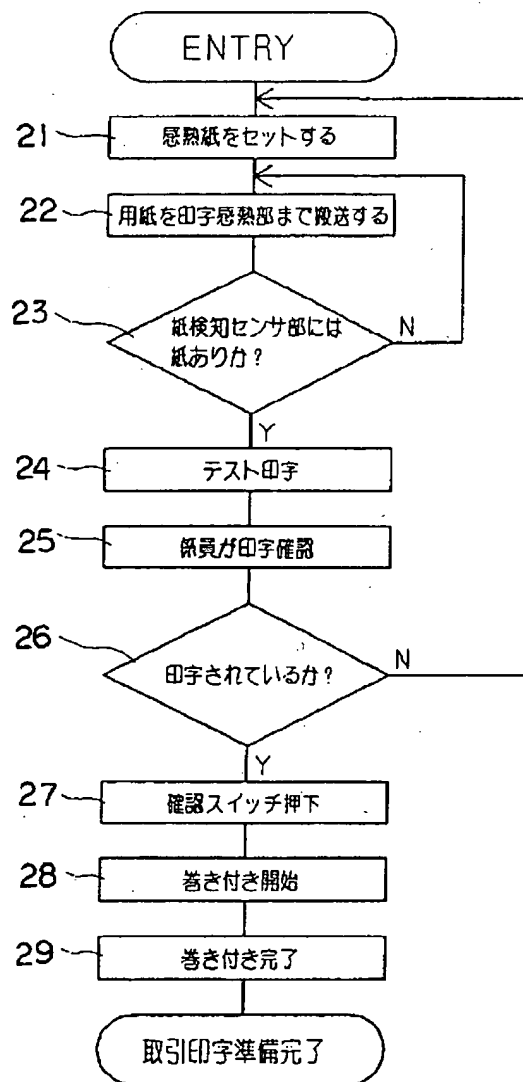 ENTRY
21
感熱紙をセットする
22
用紙を印字感熱部まで搬送する
23
紙検知センサ部には
紙ありか?
N
Y
24
テスト印字
25
係員が印字確認
26
印字されているか?
N
Y
27
確認スイッチ押下
28
巻き付き開始
29
巻き付き完了
取引印字準備完了